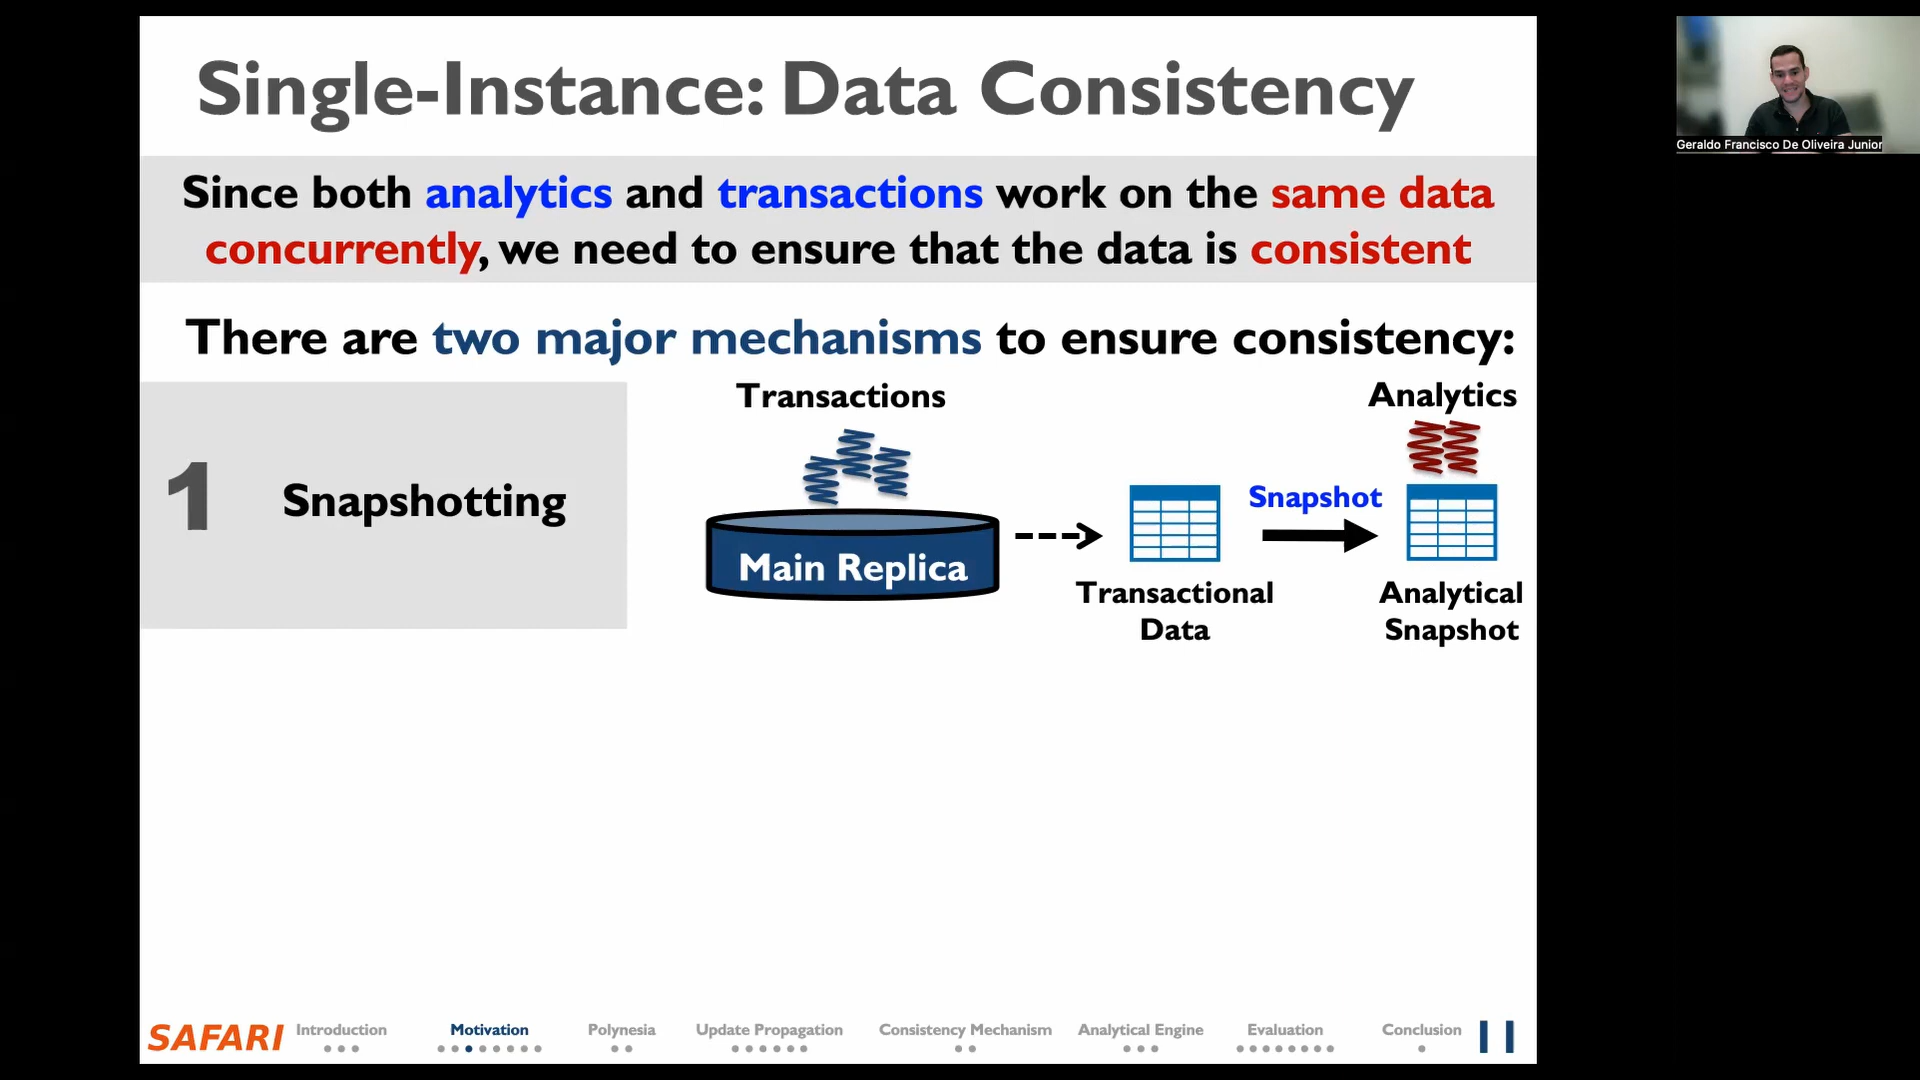 Single-Instance: Data Consistency
Geraldo Francisco De Oliveira Junior
Since both analytics and transactions work on the same data
concurrently, we need to ensure that the data is consistent
There are two major mechanisms to ensure consistency:
1 Snapshotting
Transactions
Main Replica
Snapshot
Analytics
Transactional
Data
Analytical
Snapshot
SAFARI
Introduction
Motivation
Polynesia
Update Propagation
Consistency Mechanism
Analytical Engine
Evaluation
Conclusion
11